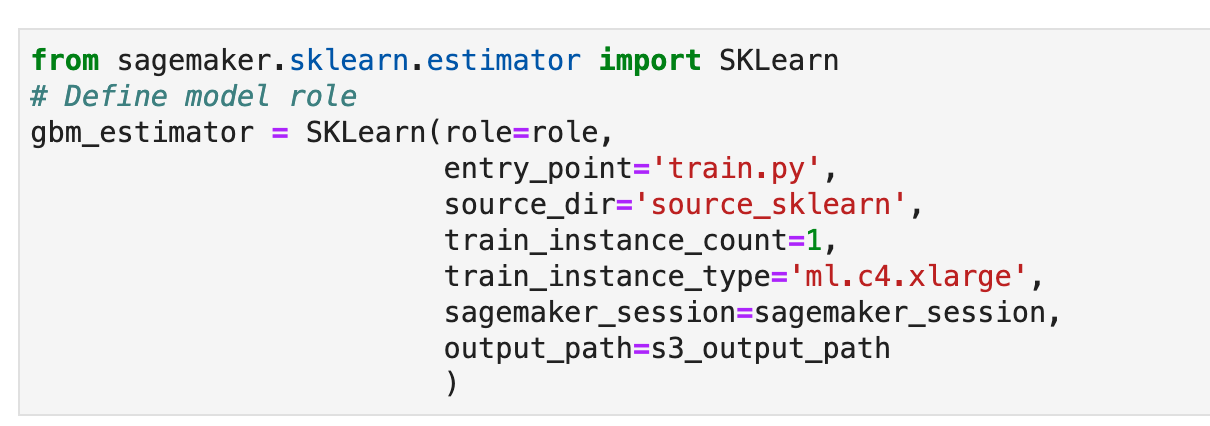 from sagemaker.sklearn.estimator import SKLearn
# Define model role
gbm_estimator = SKLearn(role=role,
                        entry_point='train.py',
                        source_dir='source_sklearn',
                        train_instance_count=1,
                        train_instance_type='ml.c4.xlarge',
                        sagemaker_session=sagemaker_session,
                        output_path=s3_output_path
                        )